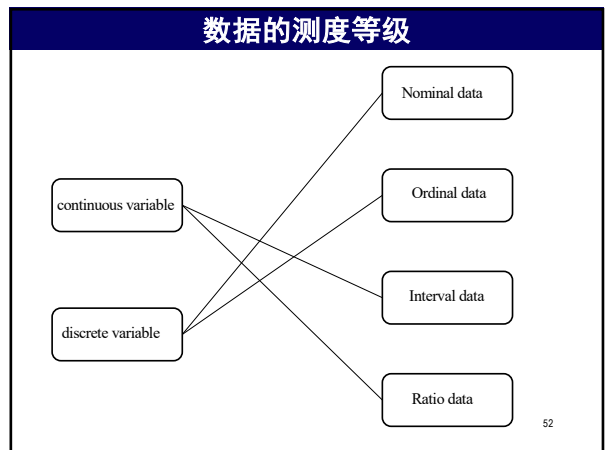 数据的测度等级
Nominal data
Ordinal data
continuous variable
Interval data
discrete variable
Ratio data
52